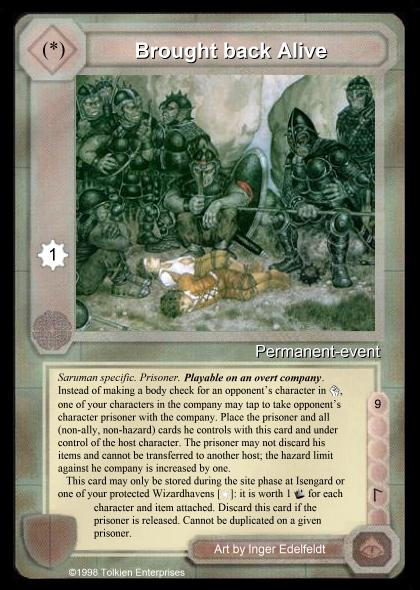 (*)
Brought back Alive
1
Permanent-event
Saruman specific. Prisoner. Playable on an overt company.
Instead of making a body check for an opponent's character in ,
one of your characters in the company may tap to take opponent's
character prisoner with the company. Place the prisoner and all
(non-ally, non-hazard) cards he controls with this card and under
control of the host character. The prisoner may not discard his
items and cannot be transferred to another host; the hazard limit
against he company is increased by one.
This card may only be stored during the site phase at Isengard or
one of your protected Wizardhavens [ ]: it is worth 1 for each
character and item attached. Discard this card if the
prisoner is released. Cannot be duplicated on a given
prisoner.
9
7
Art by Inger Edelfeldt
©1998 Tolkien Enterprises